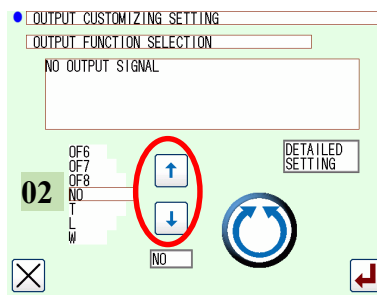 OUTPUT CUSTOMIZING SETTING
OUTPUT FUNCTION SELECTION
NO OUTPUT SIGNAL
OF6
OF7
OF8
NO
T
L
W
02
DETAILED
SETTING
NO